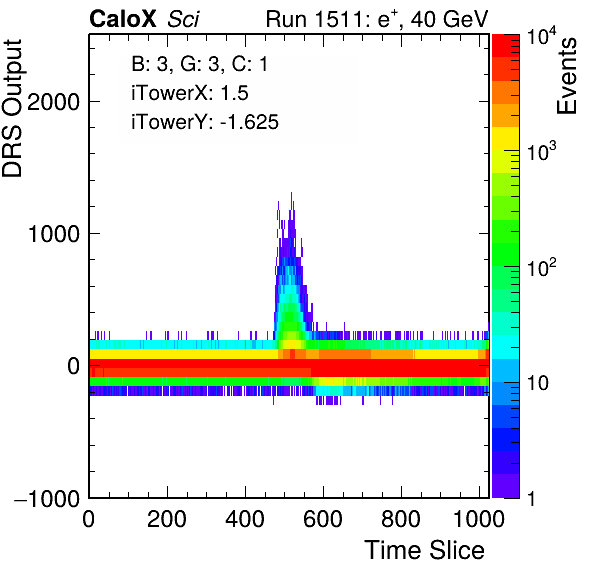 CaloX Sci Run 1511: e⁺, 40 GeV
B: 3, G: 3, C: 1
iTowerX: 1.5
iTowerY: -1.625
DRS Output
2000
1000
0
−1000
0 200 400 600 800 1000
Time Slice
Events
10⁴
10³
10²
10
1